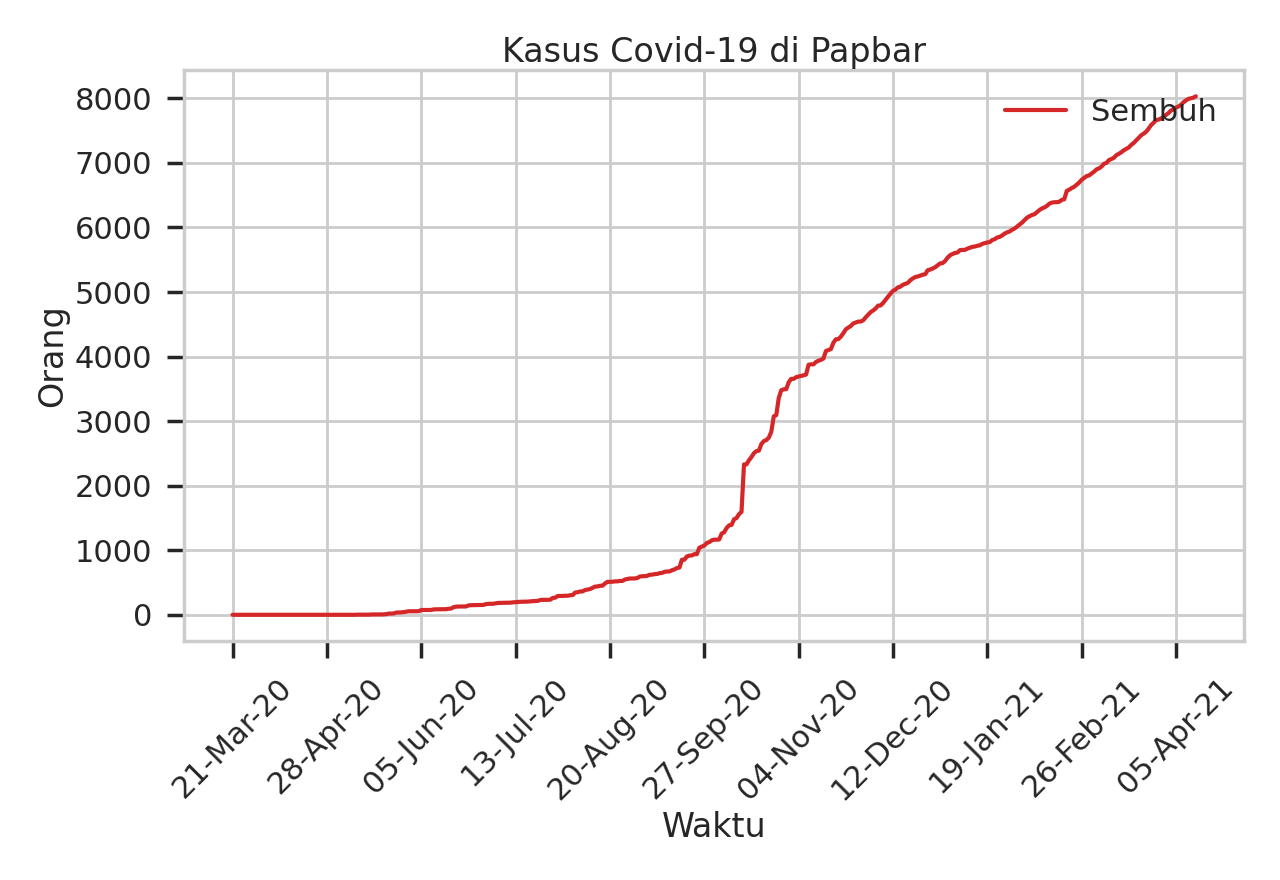 Kasus Covid-19 di Papbar
Sembuh
8000
7000
6000
5000
4000
3000
2000
1000
0
Orang
21-Mar-20
28-Apr-20
05-Jun-20
13-Jul-20
20-Aug-20
27-Sep-20
04-Nov-20
12-Dec-20
19-Jan-21
26-Feb-21
05-Apr-21
Waktu